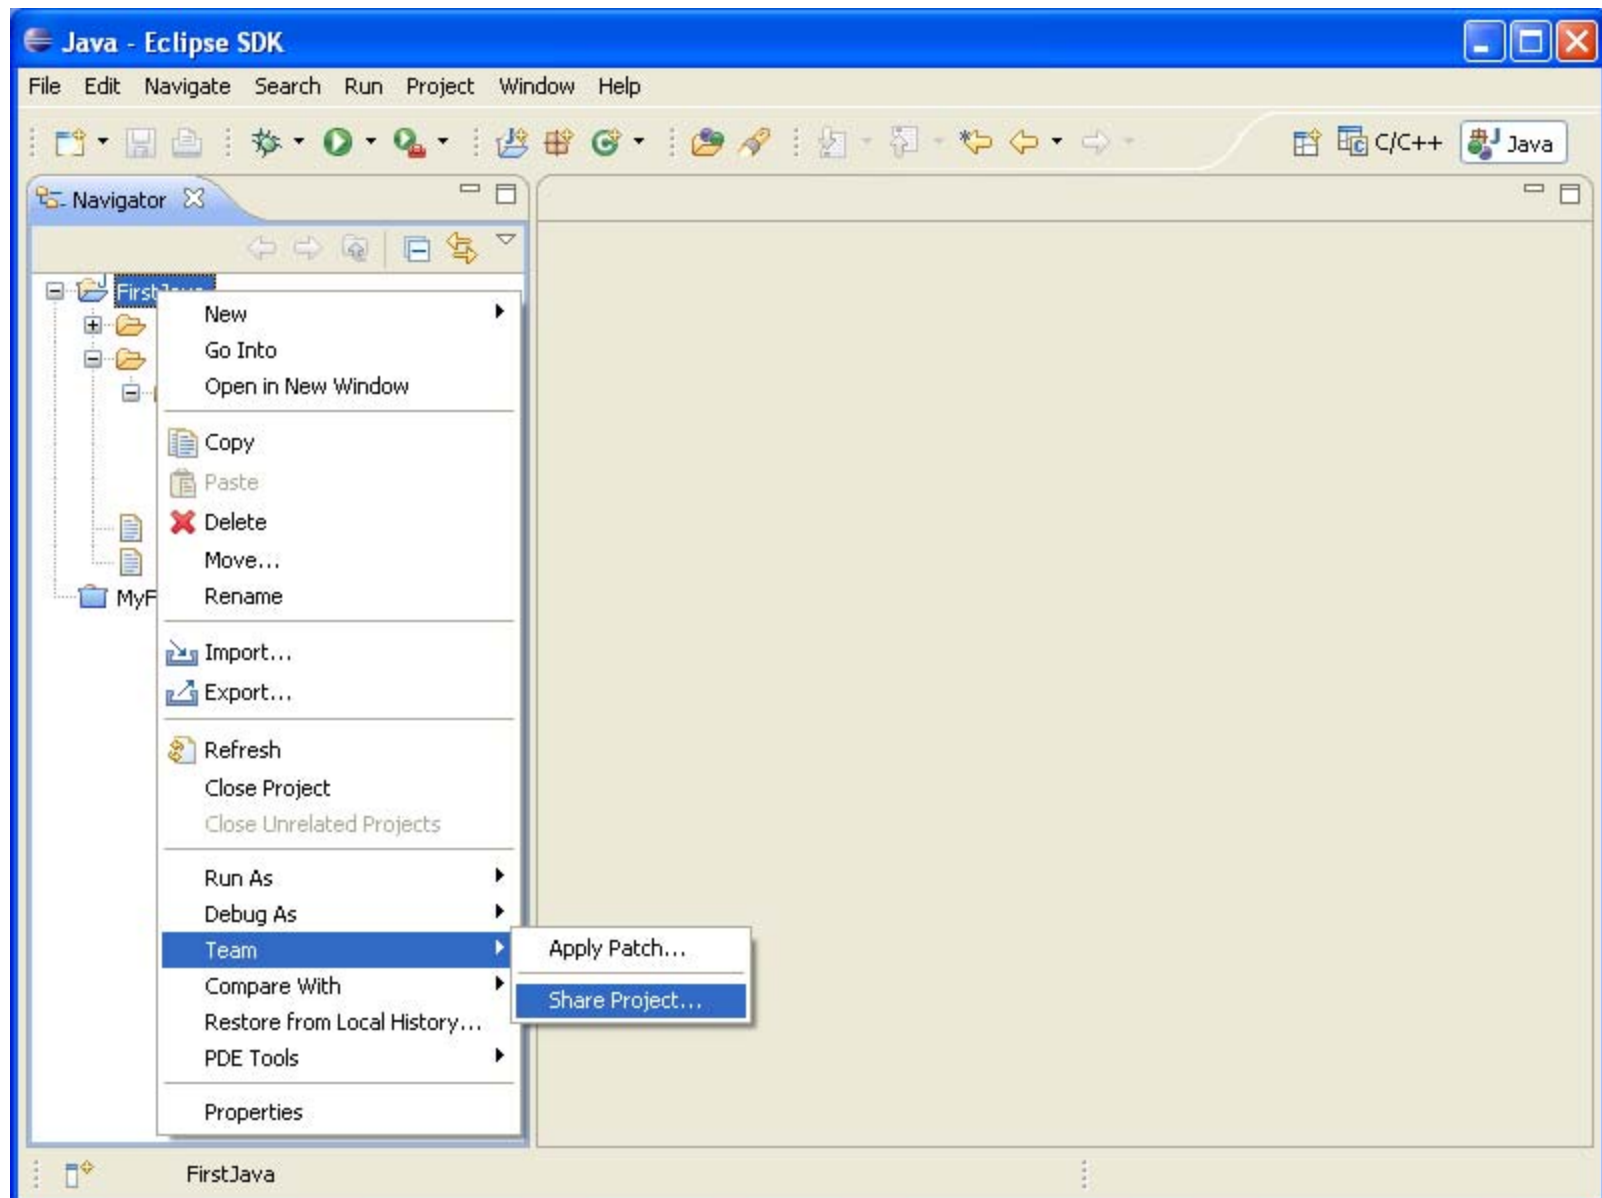 Java - Eclipse SDK
File Edit Navigate Search Run Project Window Help
C/C++ Java
Navigator
FirstJava
New
Go Into
Open in New Window
Copy
Paste
Delete
Move...
Rename
MyF
Import...
Export...
Refresh
Close Project
Close Unrelated Projects
Run As
Debug As
Team
Apply Patch...
Compare With
Share Project...
Restore from Local History...
PDE Tools
Properties
FirstJava